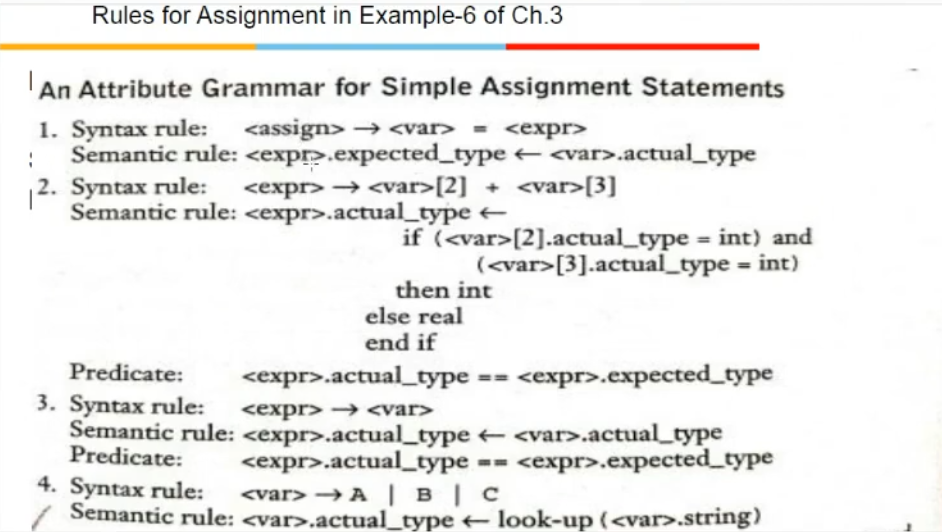 Rules for Assignment in Example-6 of Ch.3
An Attribute Grammar for Simple Assignment Statements
1. Syntax rule: <assign> → <var> = <expr>
Semantic rule: <expr>.expected_type ← <var>.actual_type
2. Syntax rule: <expr> → <var>[2] + <var>[3]
Semantic rule: <expr>.actual_type ←
if (<var>[2].actual_type = int) and
(<var>[3].actual_type = int)
then int
else real
end if
Predicate: <expr>.actual_type == <expr>.expected_type
3. Syntax rule: <expr> → <var>
Semantic rule: <expr>.actual_type ← <var>.actual_type
Predicate: <expr>.actual_type == <expr>.expected_type
4. Syntax rule: <var> → A | B | C
Semantic rule: <var>.actual_type ← look-up (<var>.string)